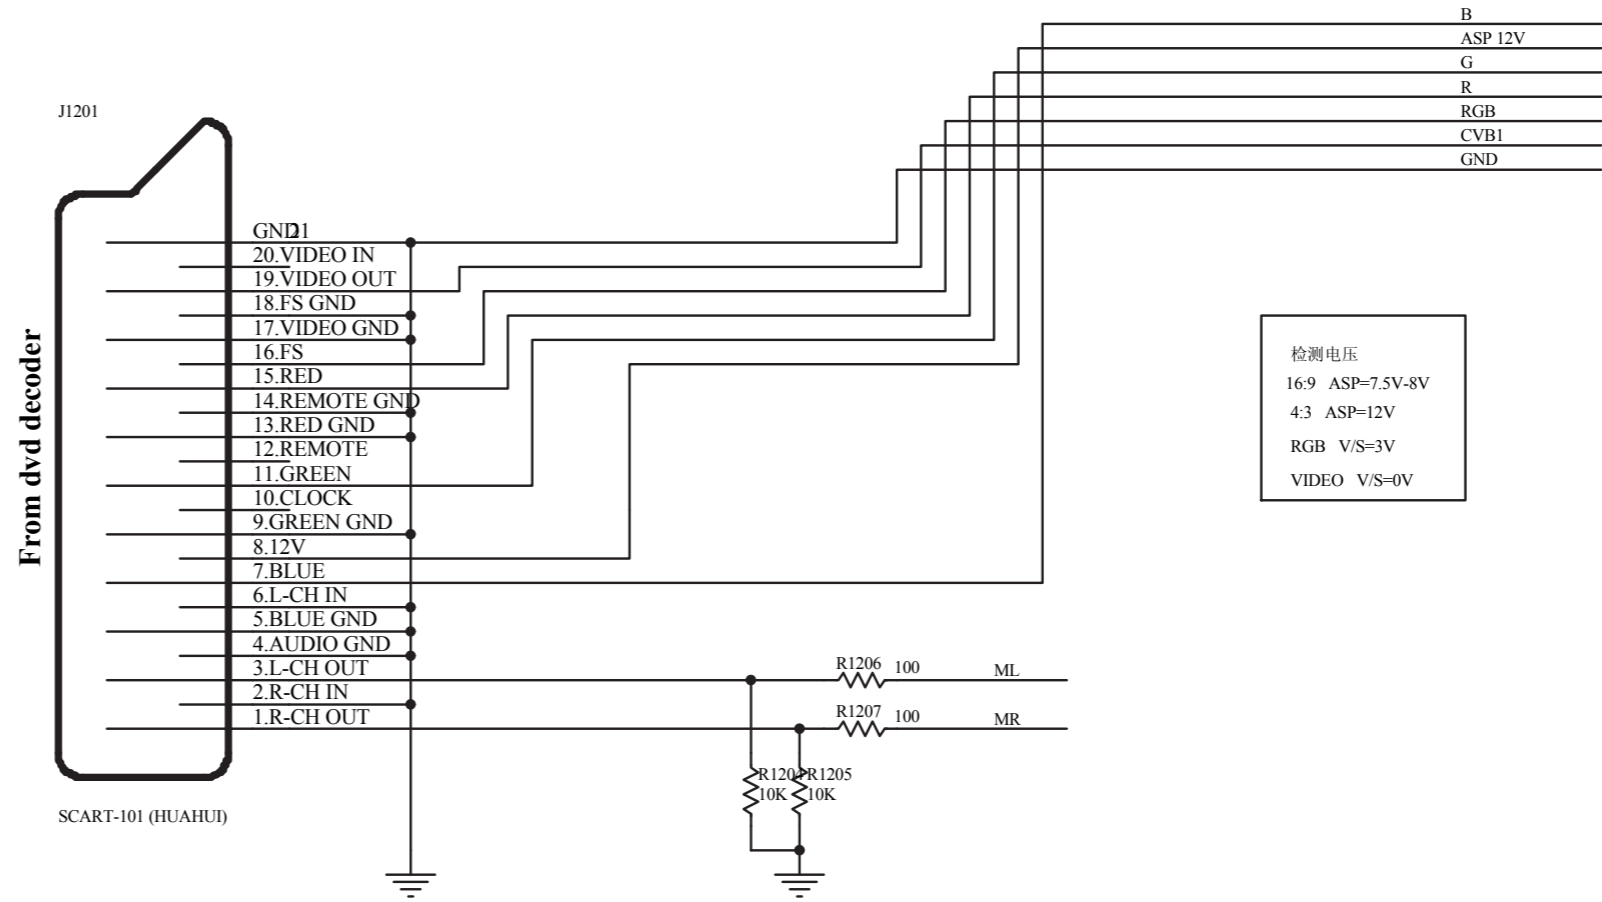 B
ASP 12V
G
R
RGB
CVB1
GND
J1201
GND21
20.VIDEO IN
19.VIDEO OUT
18.FS GND
17.VIDEO GND
16.FS
15.RED
14.REMOTE GND
13.RED GND
12.REMOTE
11.GREEN
10.CLOCK
9.GREEN GND
8.12V
7.BLUE
6.L-CH IN
5.BLUE GND
4.AUDIO GND
3.L-CH OUT
2.R-CH IN
1.R-CH OUT
From dvd decoder
SCART-101 (HUAHUI)
R1206 100 ML
R1207 100 MR
R1204 R1205
10K 10K
检测电压
16:9 ASP=7.5V-8V
4:3 ASP=12V
RGB V/S=3V
VIDEO V/S=0V